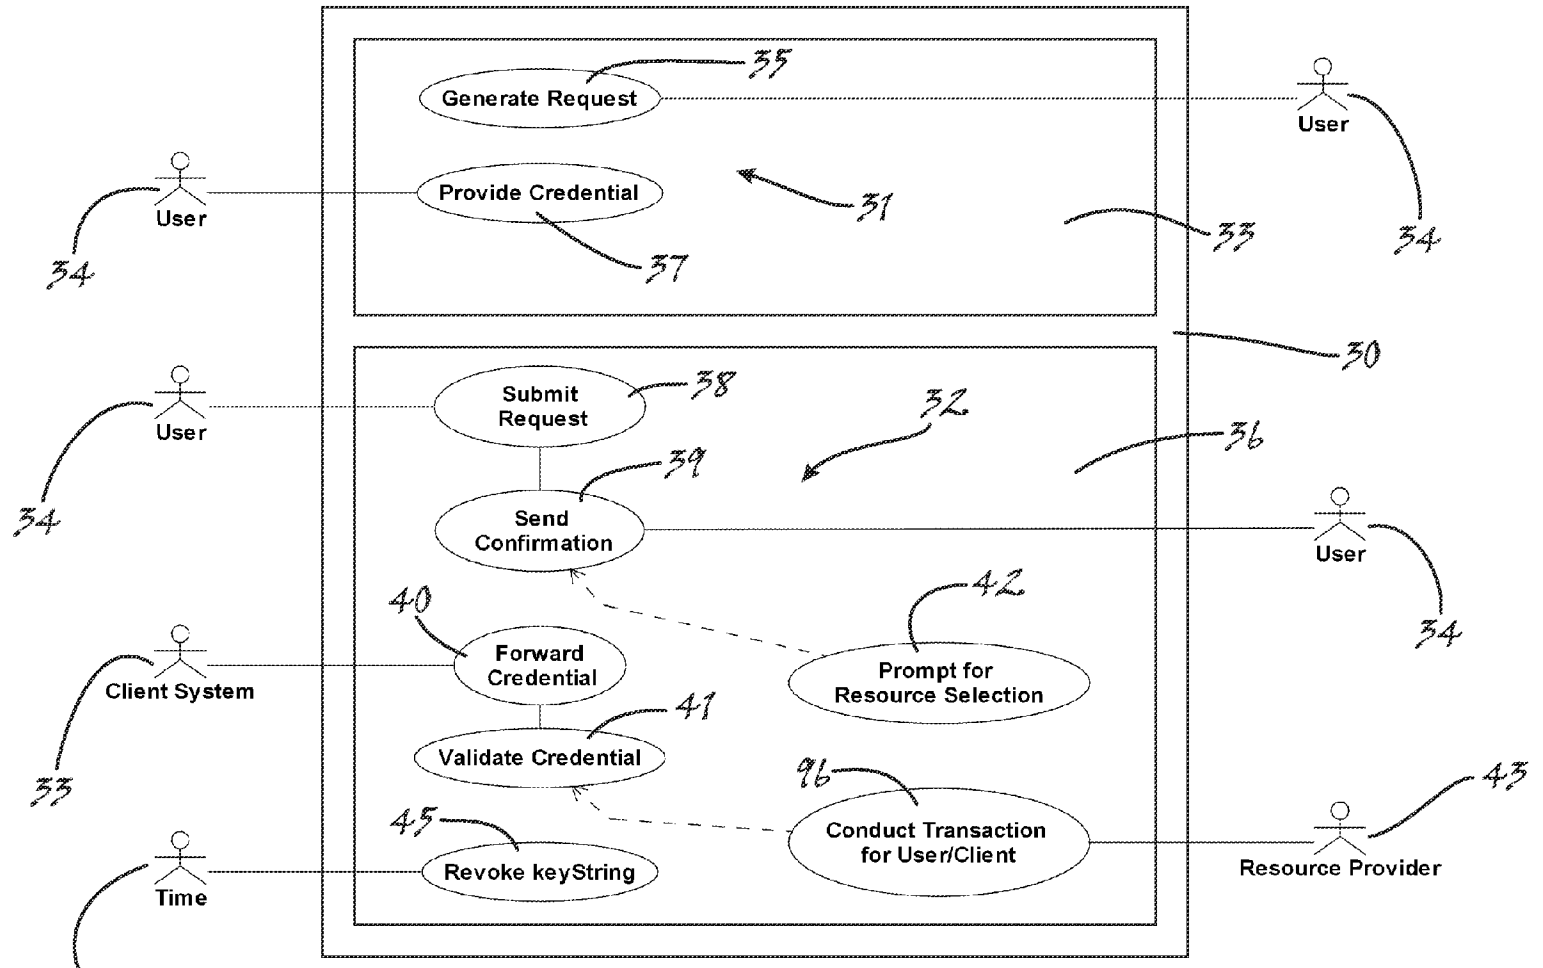 35
Generate Request
User
34
Provide Credential
User
34
31
33
37
30
Submit
Request
38
User
34
32
36
39
Send
Confirmation
User
34
40
42
Forward
Credential
Client System
33
Prompt for
Resource Selection
41
Validate Credential
96
43
45
Conduct Transaction
for User/Client
Resource Provider
Revoke keyString
Time